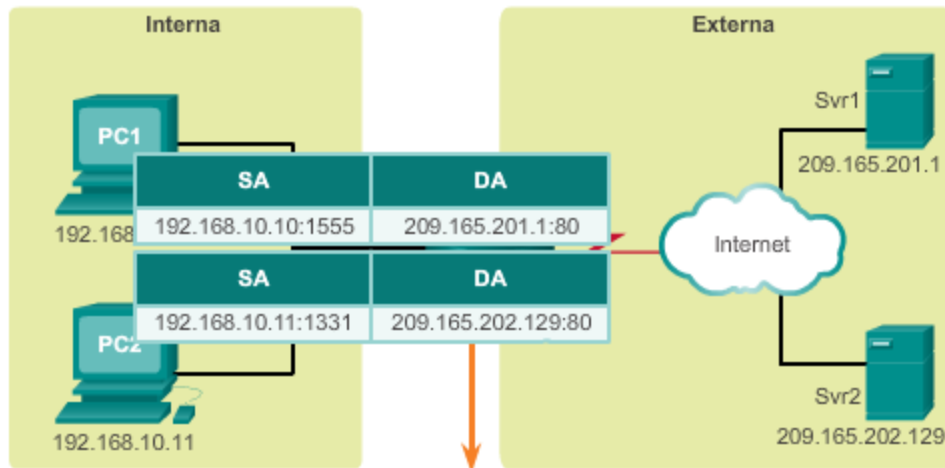 Interna
Externa
PC1
Svr1
209.165.201.1
SA DA
192.168.10.10:1555 209.165.201.1:80
192.168
Internet
SA DA
192.168.10.11:1331 209.165.202.129:80
PC2
Svr2
192.168.10.11
209.165.202.129